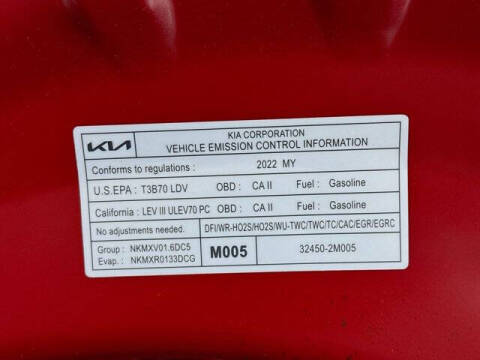 KIA
KIA CORPORATION
VEHICLE EMISSION CONTROL INFORMATION
Conforms to regulations : 2022 MY
U.S.EPA : T3B70 LDV OBD : CA II Fuel : Gasoline
California : LEV III ULEV70 PC OBD : CA II Fuel : Gasoline
No adjustments needed. DFI/WR-HO2S/HO2S/WU-TWC/TWC/TC/CAC/EGR/EGRC
Group : NKMXV01.6DC5
Evap. : NKMXR0133DCG
M005
32450-2M005